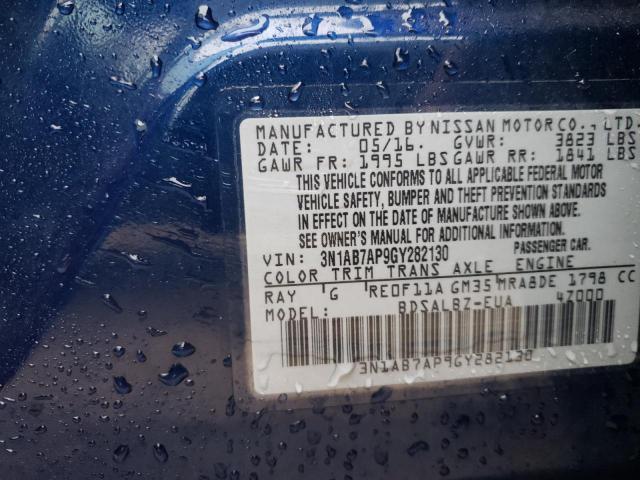 MANUFACTURED BY NISSAN MOTOR CO., LTD.
DATE: 05/16. GVWR: 3823 LBS
GAWR FR: 1995 LBS GAWR RR: 1841 LBS
THIS VEHICLE CONFORMS TO ALL APPLICABLE FEDERAL MOTOR
VEHICLE SAFETY, BUMPER AND THEFT PREVENTION STANDARDS
IN EFFECT ON THE DATE OF MANUFACTURE SHOWN ABOVE.
SEE OWNER'S MANUAL FOR ADDITIONAL INFORMATION.
VIN: 3N1AB7AP9GY282130 PASSENGER CAR.
COLOR TRIM TRANS AXLE ENGINE
RAY G RE0F11A GM35 MRA8DE 1798 CC
BDSALBZ-EUA 4Z000
3N1AB7AP9GY282130